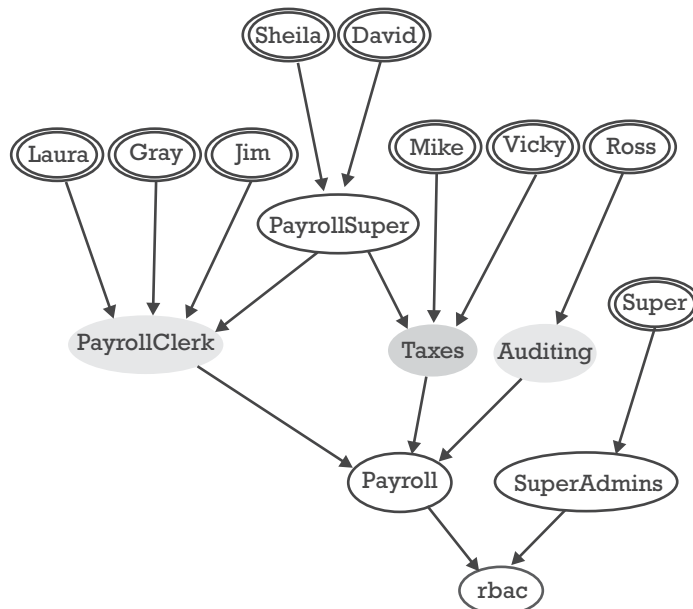 Sheila
David
Laura
Gray
Jim
Mike
Vicky
Ross
PayrollSuper
Super
PayrollClerk
Taxes
Auditing
Payroll
SuperAdmins
rbac